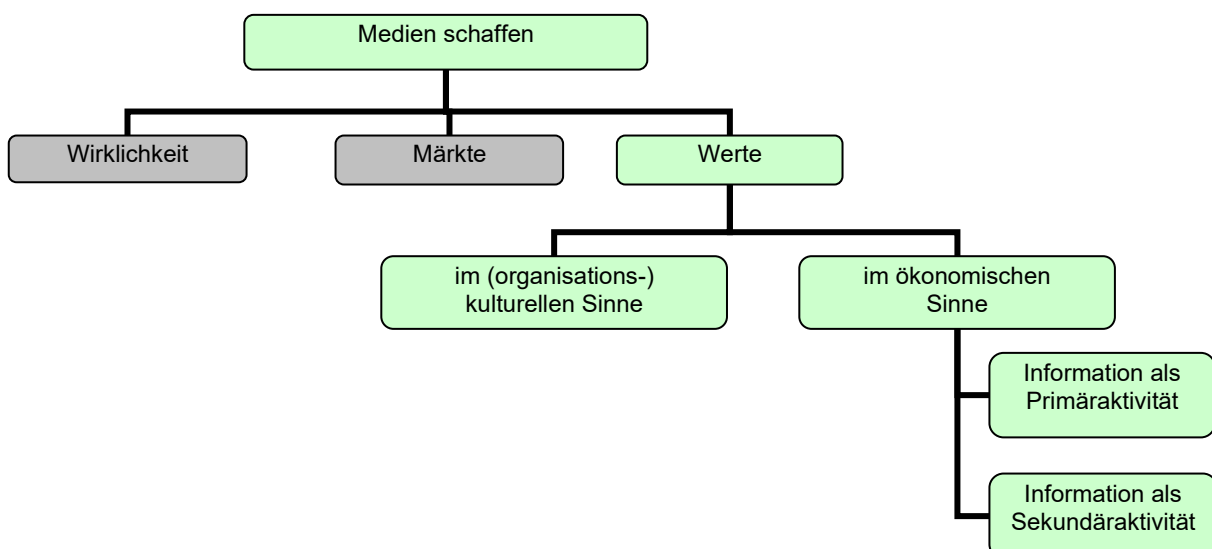 Medien schaffen
Wirklichkeit
Märkte
Werte
im (organisations-)
kulturellen Sinne
im ökonomischen
Sinne
Information als
Primäraktivität
Information als
Sekundäraktivität